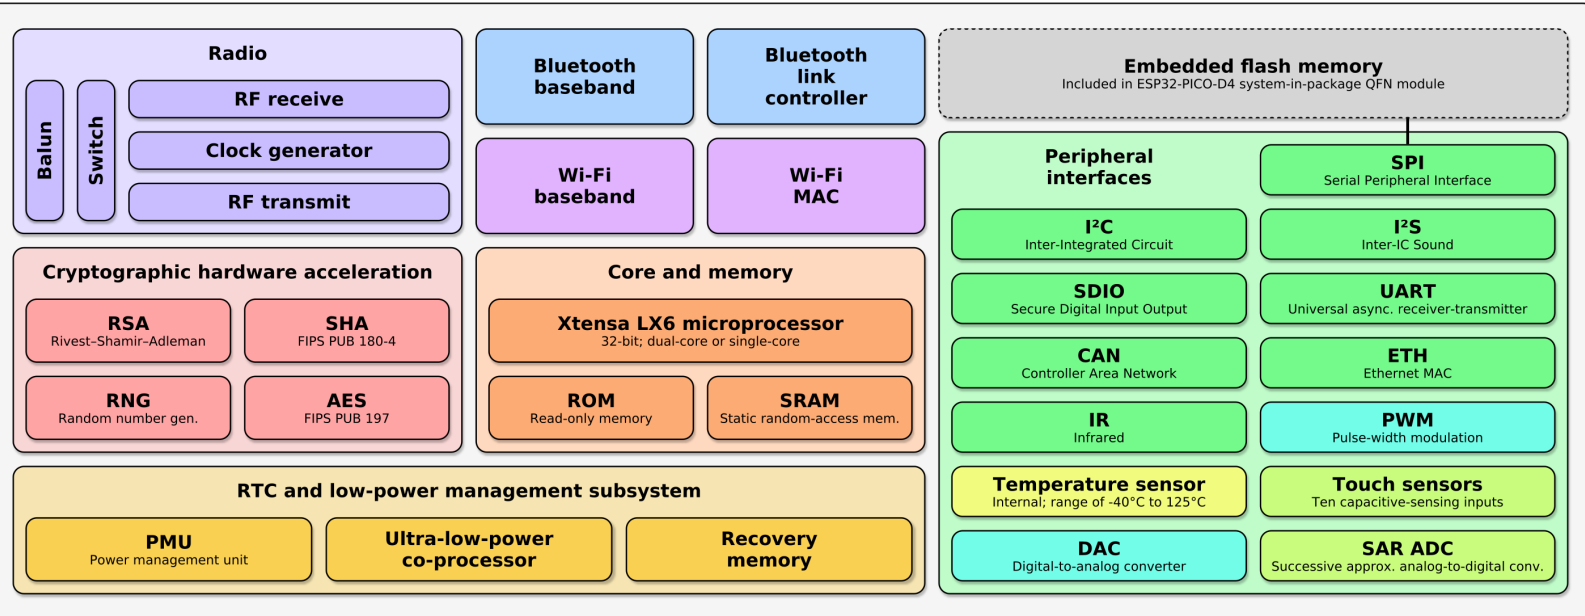 Radio
Balun
Switch
RF receive
Clock generator
RF transmit
Bluetooth
baseband
Bluetooth
link
controller
Wi-Fi
baseband
Wi-Fi
MAC
Cryptographic hardware acceleration
RSA
Rivest–Shamir–Adleman
SHA
FIPS PUB 180-4
RNG
Random number gen.
AES
FIPS PUB 197
Core and memory
Xtensa LX6 microprocessor
32-bit; dual-core or single-core
ROM
Read-only memory
SRAM
Static random-access mem.
RTC and low-power management subsystem
PMU
Power management unit
Ultra-low-power
co-processor
Recovery
memory
Embedded flash memory
Included in ESP32-PICO-D4 system-in-package QFN module
Peripheral
interfaces
SPI
Serial Peripheral Interface
I²C
Inter-Integrated Circuit
I²S
Inter-IC Sound
SDIO
Secure Digital Input Output
UART
Universal async. receiver-transmitter
CAN
Controller Area Network
ETH
Ethernet MAC
IR
Infrared
PWM
Pulse-width modulation
Temperature sensor
Internal; range of -40°C to 125°C
Touch sensors
Ten capacitive-sensing inputs
DAC
Digital-to-analog converter
SAR ADC
Successive approx. analog-to-digital conv.